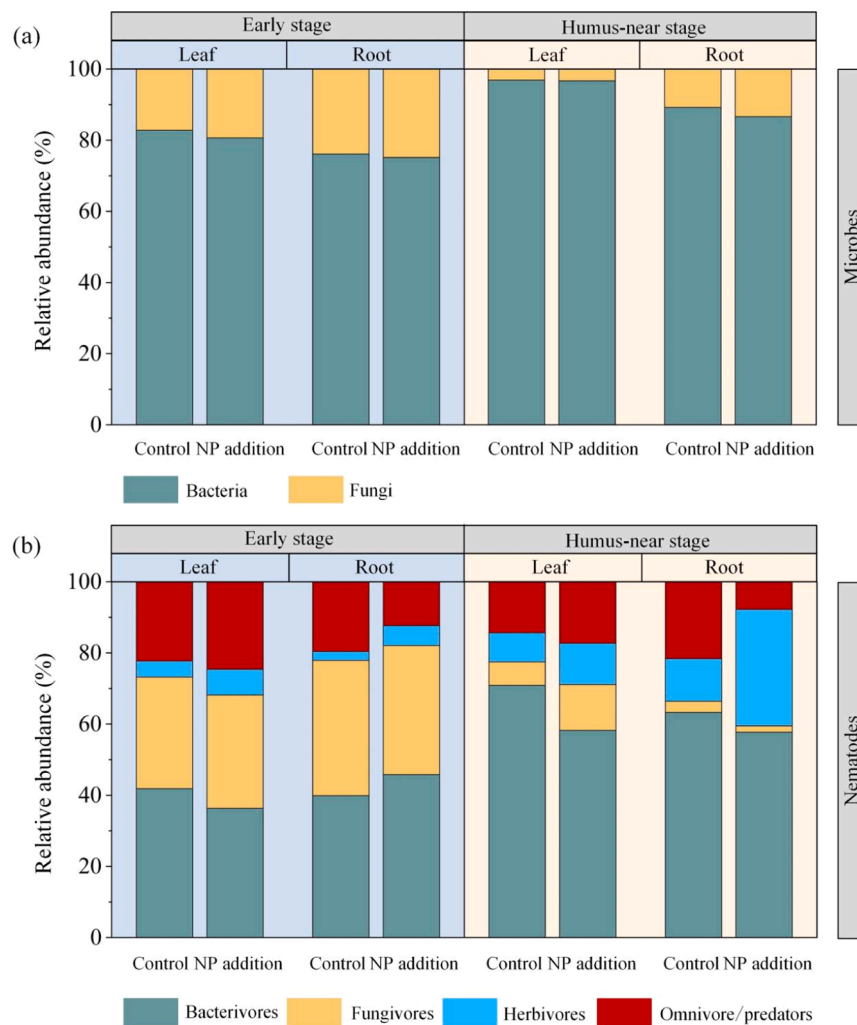 (a)
Early stage Humus-near stage
Leaf Root Leaf Root
100
80
60
40
20
0
Relative abundance (%)
Microbes
Control NP addition Control NP addition Control NP addition Control NP addition
Bacteria Fungi
(b)
Early stage Humus-near stage
Leaf Root Leaf Root
100
80
60
40
20
0
Relative abundance (%)
Nematodes
Control NP addition Control NP addition Control NP addition Control NP addition
Bacterivores Fungivores Herbivores Omnivore/predators